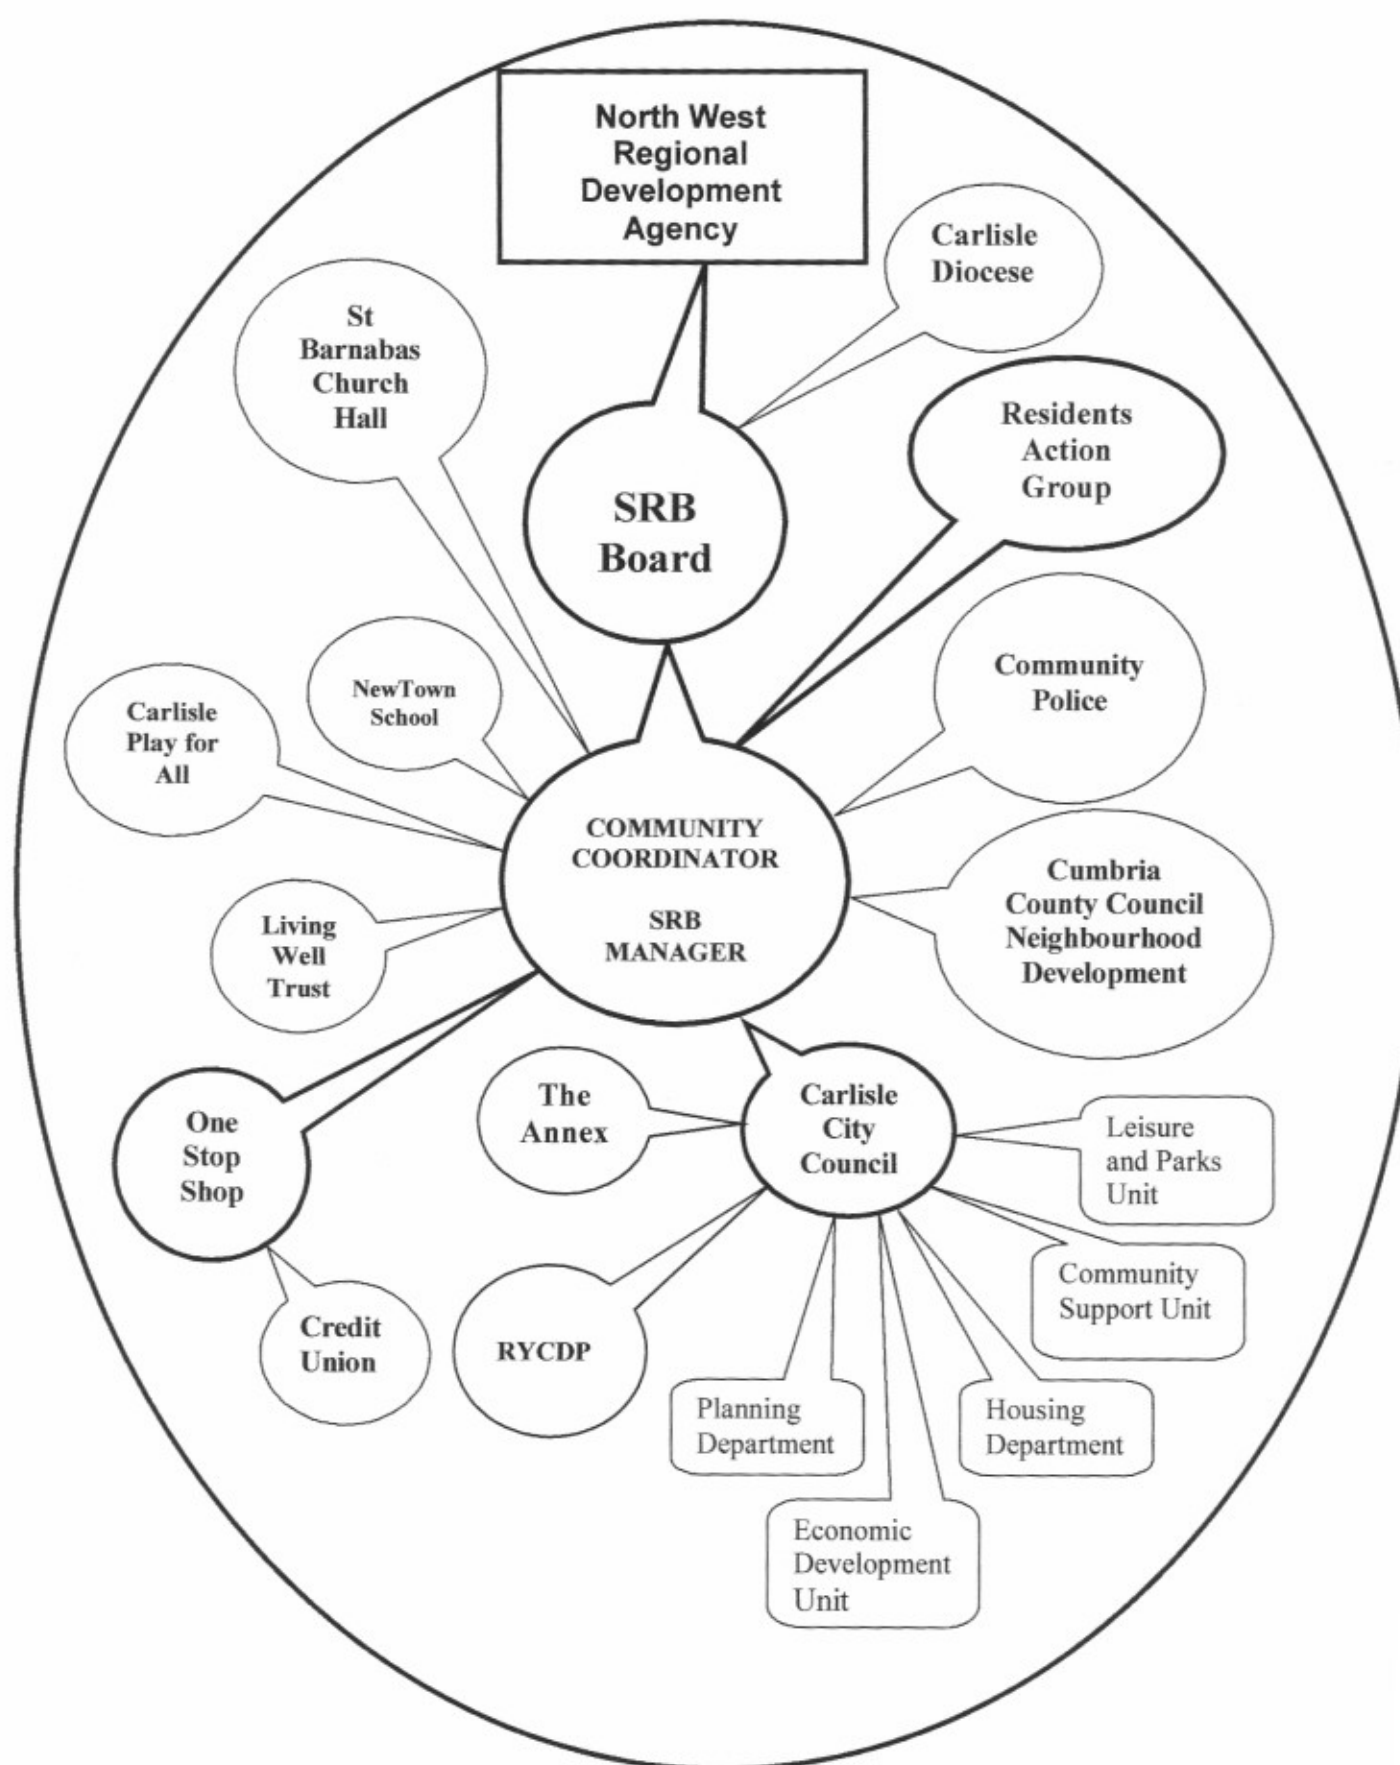 North West
Regional
Development
Agency
Carlisle
Diocese
St
Barnabas
Church
Hall
Residents
Action
Group
SRB
Board
Community
Police
NewTown
School
Carlisle
Play for
All
COMMUNITY
COORDINATOR
SRB
MANAGER
Cumbria
County Council
Neighbourhood
Development
Living
Well
Trust
One
Stop
Shop
The
Annex
Carlisle
City
Council
Leisure
and Parks
Unit
Community
Support Unit
Credit
Union
RYCDP
Planning
Department
Housing
Department
Economic
Development
Unit